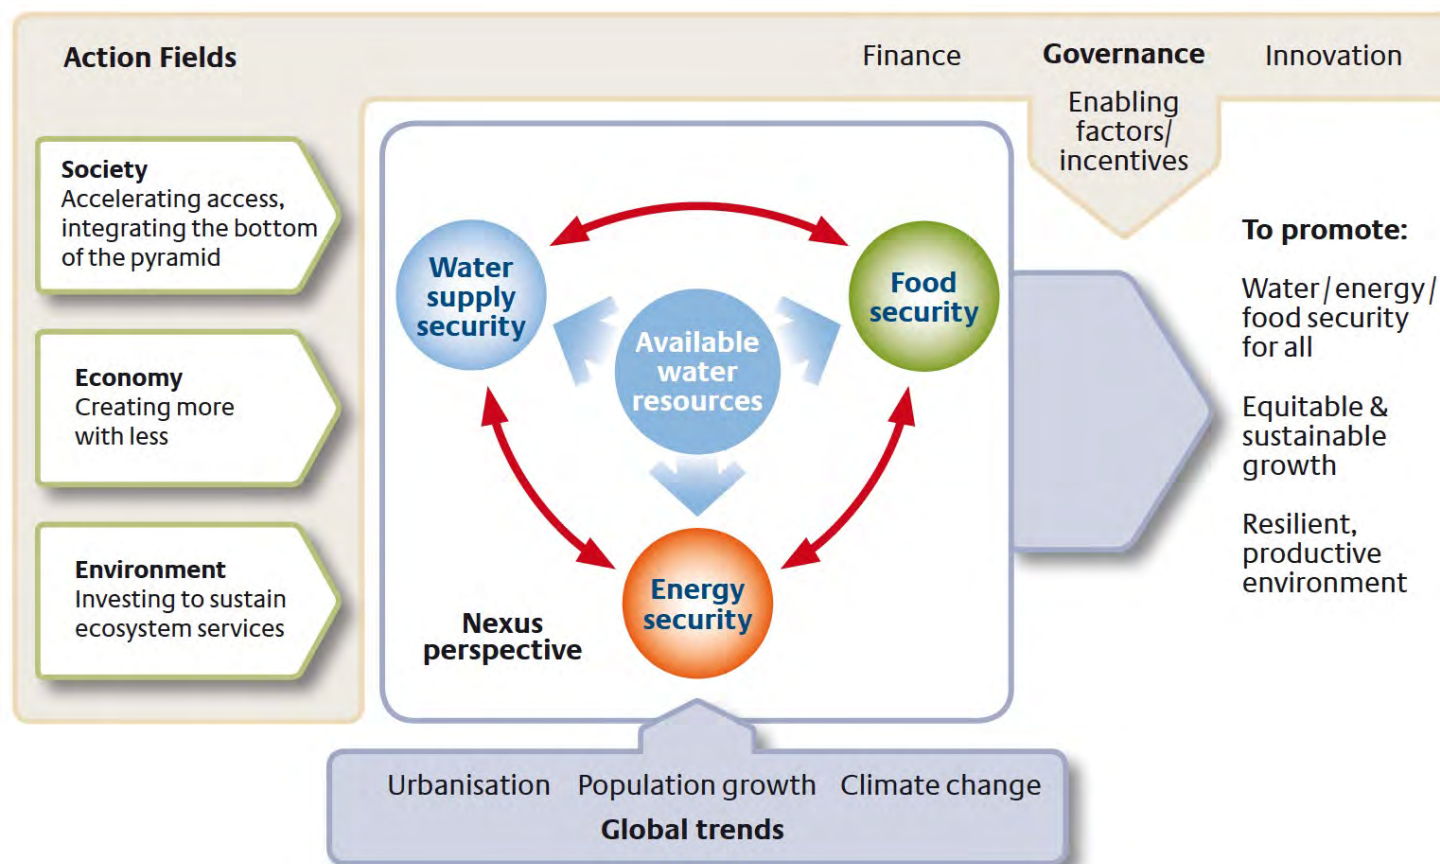 Action Fields
Finance
Governance
Innovation
Enabling
factors/
incentives
Society
Accelerating access,
integrating the bottom
of the pyramid
Economy
Creating more
with less
Environment
Investing to sustain
ecosystem services
Water
supply
security
Food
security
Available
water
resources
Energy
security
Nexus
perspective
To promote:
Water / energy /
food security
for all
Equitable &
sustainable
growth
Resilient,
productive
environment
Urbanisation
Population growth
Climate change
Global trends